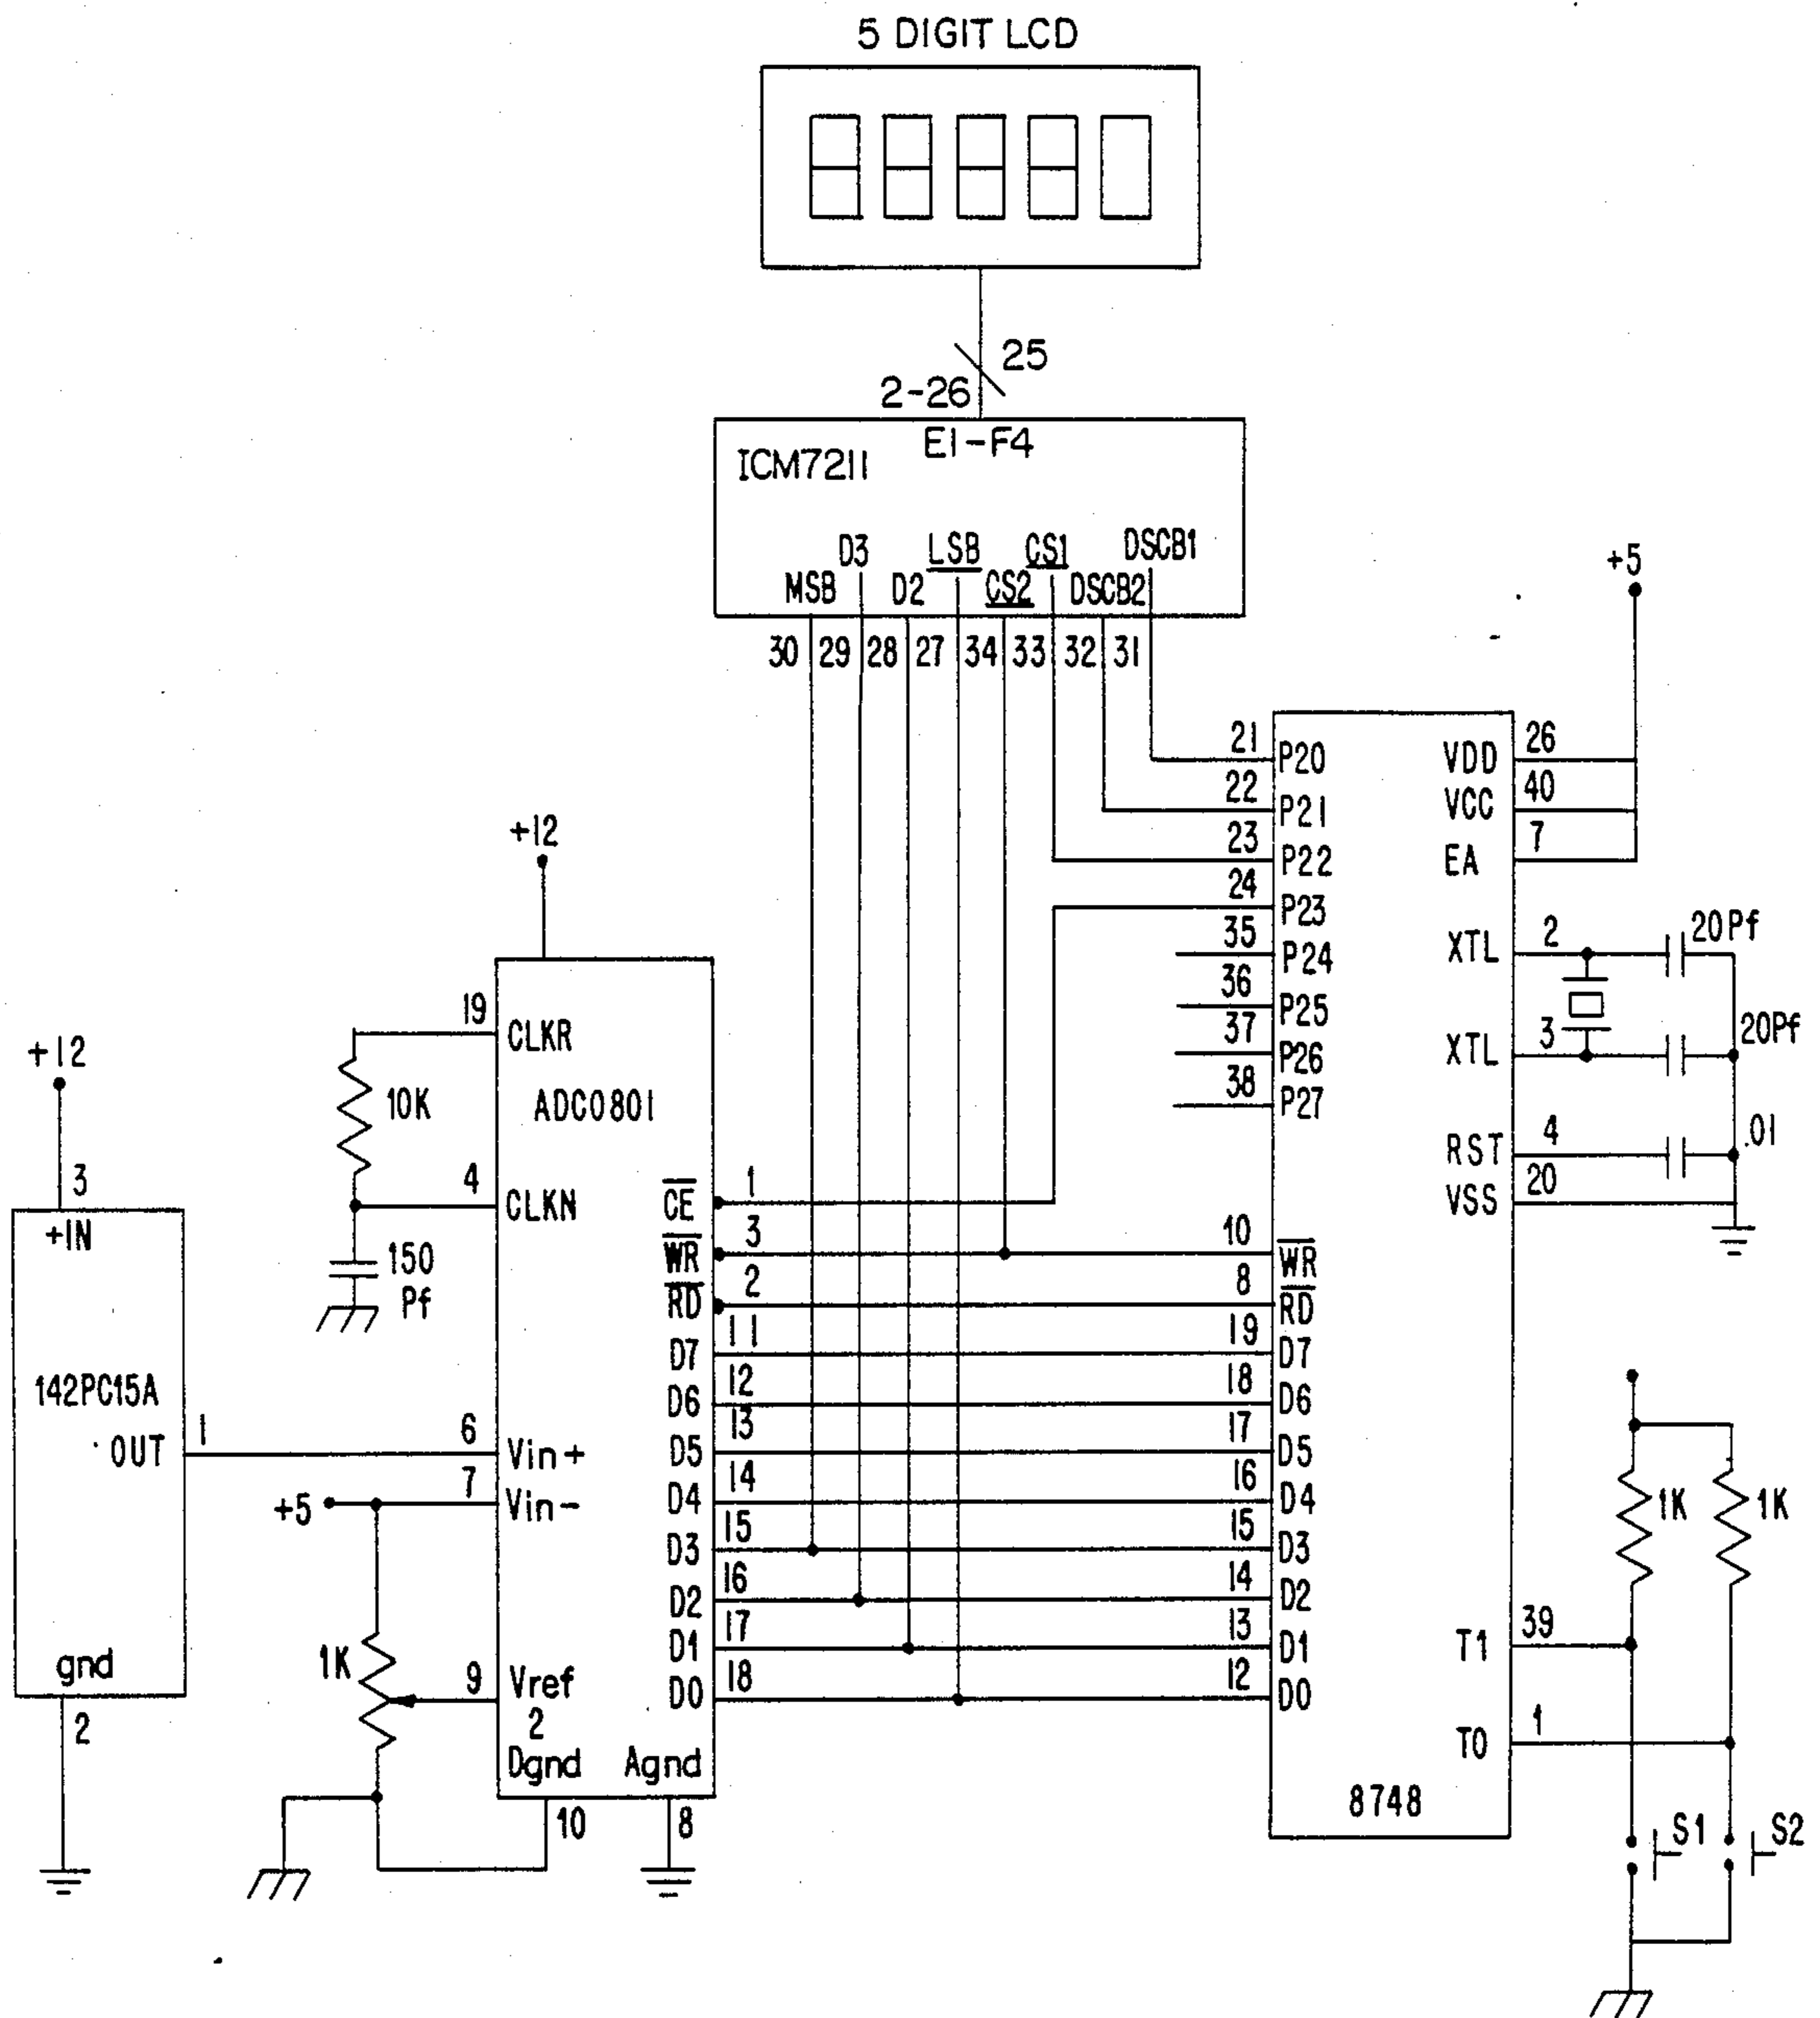 5 DIGIT LCD
25
2-26
E1-F4
ICM7211
D3 LSB CS1 DSCB1
MSB D2 CS2 DSCB2
30 29 28 27 34 33 32 31
+5
21 P20
22 P21
23 P22
24 P23
35 P24
36 P25
37 P26
38 P27
VDD 26
VCC 40
EA 7
XTL 2
20Pf
XTL 3
20Pf
RST 4
.01
VSS 20
+12
19 CLKR
10K
ADC0801
4 CLKN
150
Pf
+12
3
+IN
142PC15A
OUT 1
gnd
2
6 Vin+
7 Vin-
+5
1K
9 Vref
2
Dgnd Agnd
10 8
CE 1
WR 3
RD 2
D7 11
D6 12
D5 13
D4 14
D3 15
D2 16
D1 17
D0 18
10 WR
8 RD
19 D7
18 D6
17 D5
16 D4
15 D3
14 D2
13 D1
12 D0
1K 1K
T1 39
T0 1
8748
S1 S2